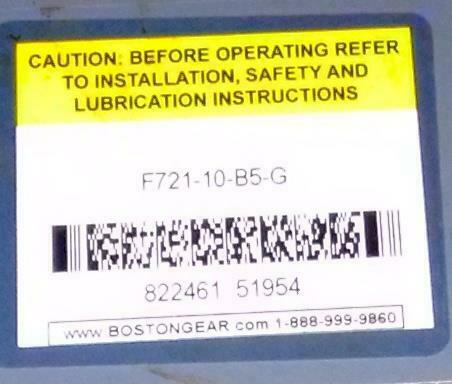 CAUTION: BEFORE OPERATING REFER
TO INSTALLATION, SAFETY AND
LUBRICATION INSTRUCTIONS
F721-10-B5-G
822461 51954
www.BOSTONGEAR.com 1-888-999-9860